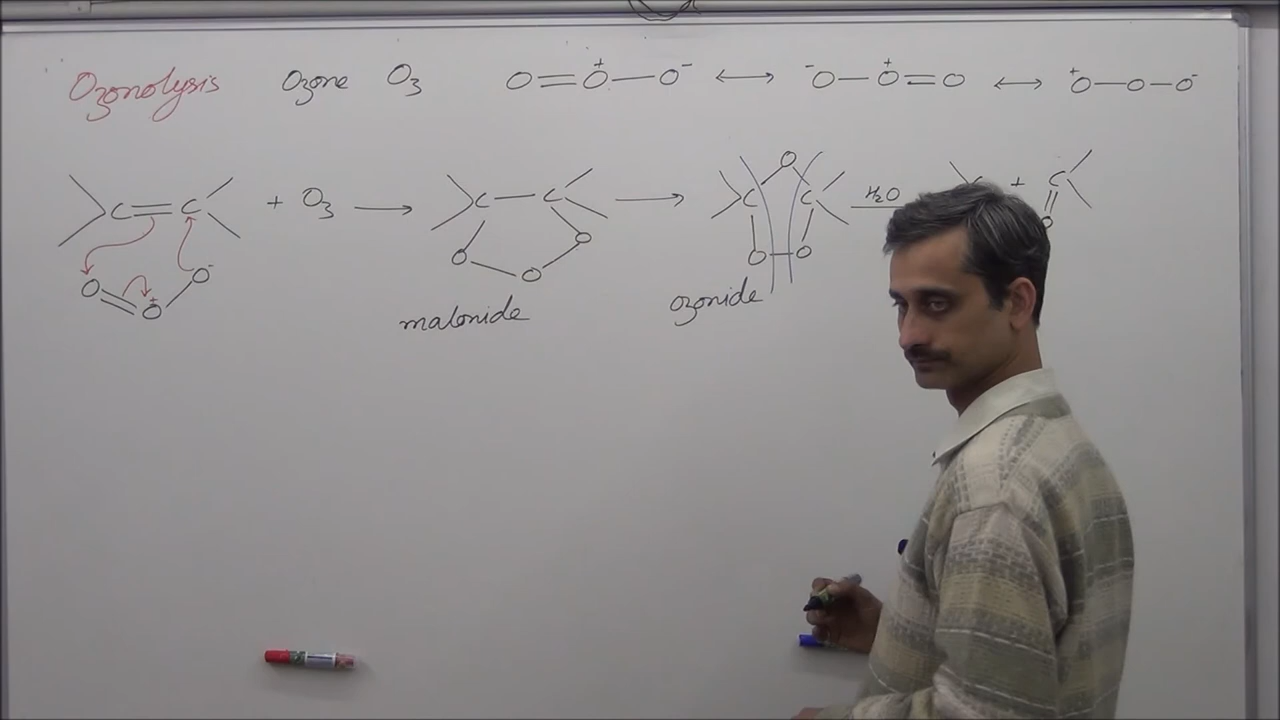 Ozonolysis Ozone O3 O=O+—O- ↔ -O—O+=O ↔ +O—O—O-
C=C + O3 → C—C → C O C H2O + C
O O O- O O O O O O
O+
malonide ozonide